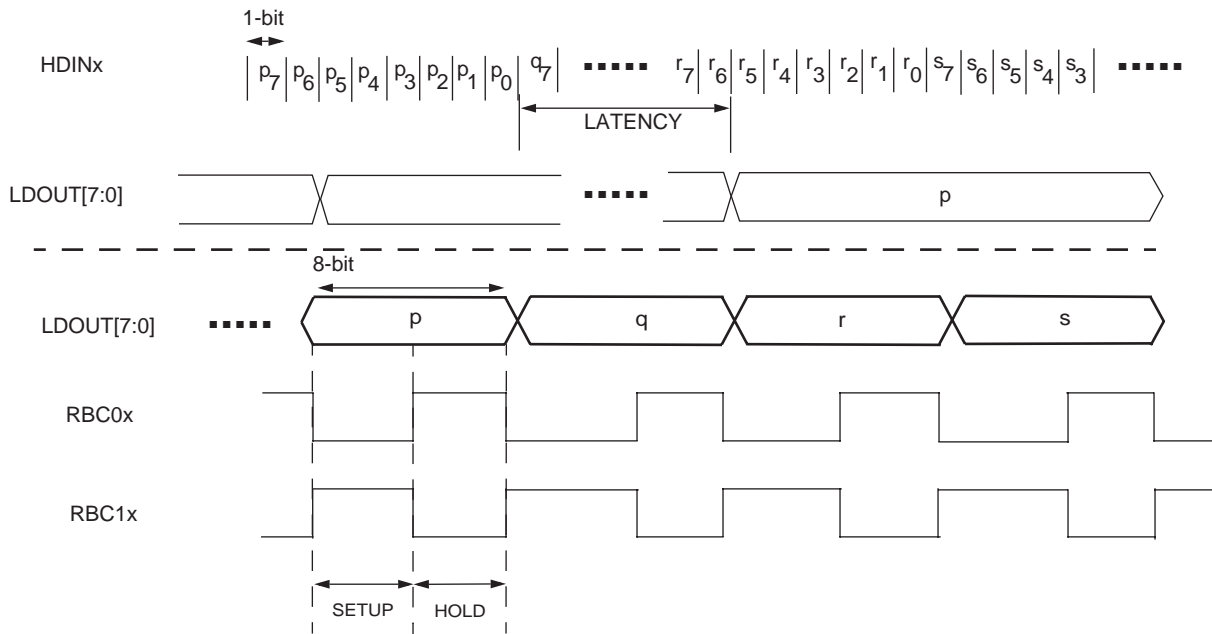 1-bit
HDINx p7 p6 p5 p4 p3 p2 p1 p0 q7 r7 r6 r5 r4 r3 r2 r1 r0 s7 s6 s5 s4 s3
LATENCY
LDOUT[7:0] p
8-bit
LDOUT[7:0] p q r s
RBC0x
RBC1x
SETUP HOLD